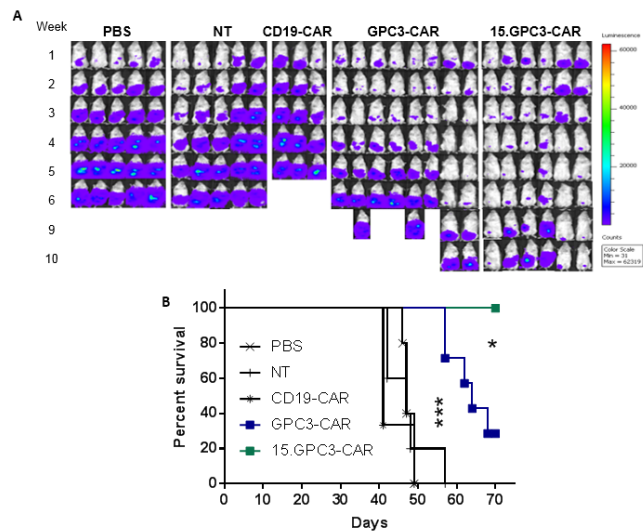 A
Week PBS NT CD19-CAR GPC3-CAR 15.GPC3-CAR
1
2
3
4
5
6
9
10
Luminescence
60000
40000
20000
Counts
Color Scale
Min = 31
Max = 62319
B
Percent survival
100
80
60
40
20
0
PBS
NT
CD19-CAR
GPC3-CAR
15.GPC3-CAR
***
*
0 10 20 30 40 50 60 70
Days